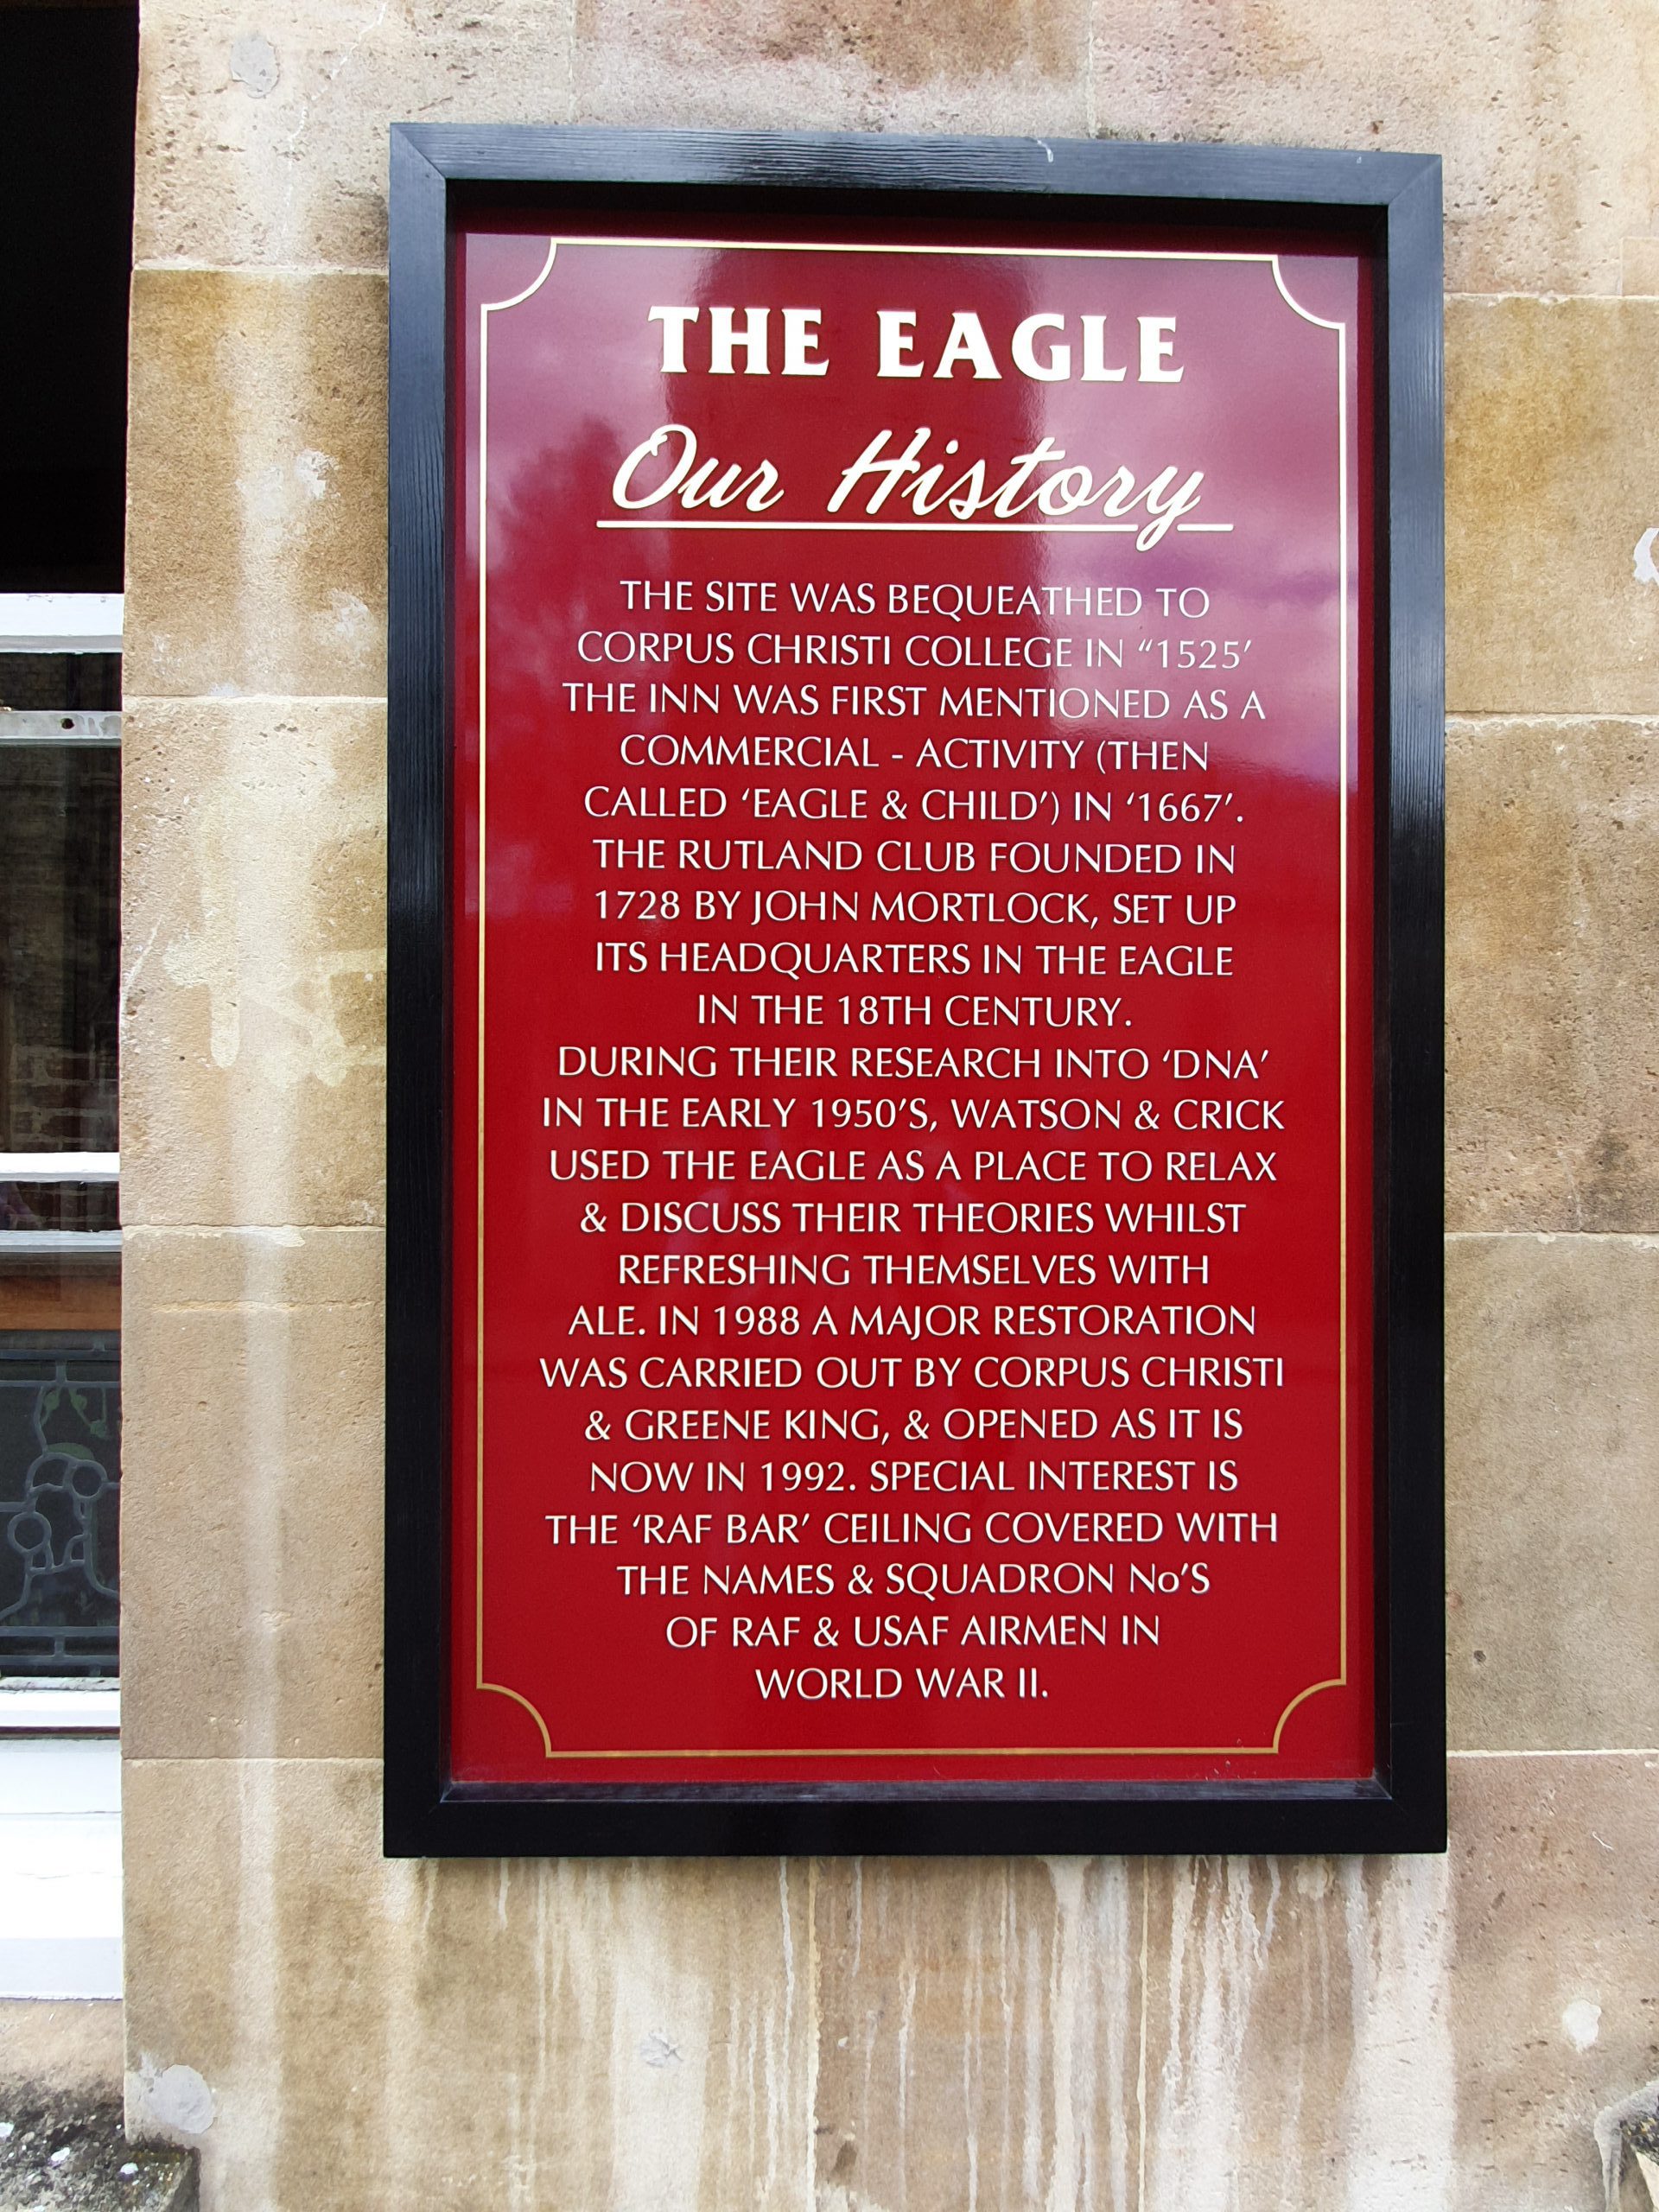 THE EAGLE
Our History
THE SITE WAS BEQUEATHED TO
CORPUS CHRISTI COLLEGE IN “1525’
THE INN WAS FIRST MENTIONED AS A
COMMERCIAL - ACTIVITY (THEN
CALLED ‘EAGLE & CHILD’) IN ‘1667’.
THE RUTLAND CLUB FOUNDED IN
1728 BY JOHN MORTLOCK, SET UP
ITS HEADQUARTERS IN THE EAGLE
IN THE 18TH CENTURY.
DURING THEIR RESEARCH INTO ‘DNA’
IN THE EARLY 1950’S, WATSON & CRICK
USED THE EAGLE AS A PLACE TO RELAX
& DISCUSS THEIR THEORIES WHILST
REFRESHING THEMSELVES WITH
ALE. IN 1988 A MAJOR RESTORATION
WAS CARRIED OUT BY CORPUS CHRISTI
& GREENE KING, & OPENED AS IT IS
NOW IN 1992. SPECIAL INTEREST IS
THE ‘RAF BAR’ CEILING COVERED WITH
THE NAMES & SQUADRON No’S
OF RAF & USAF AIRMEN IN
WORLD WAR II.